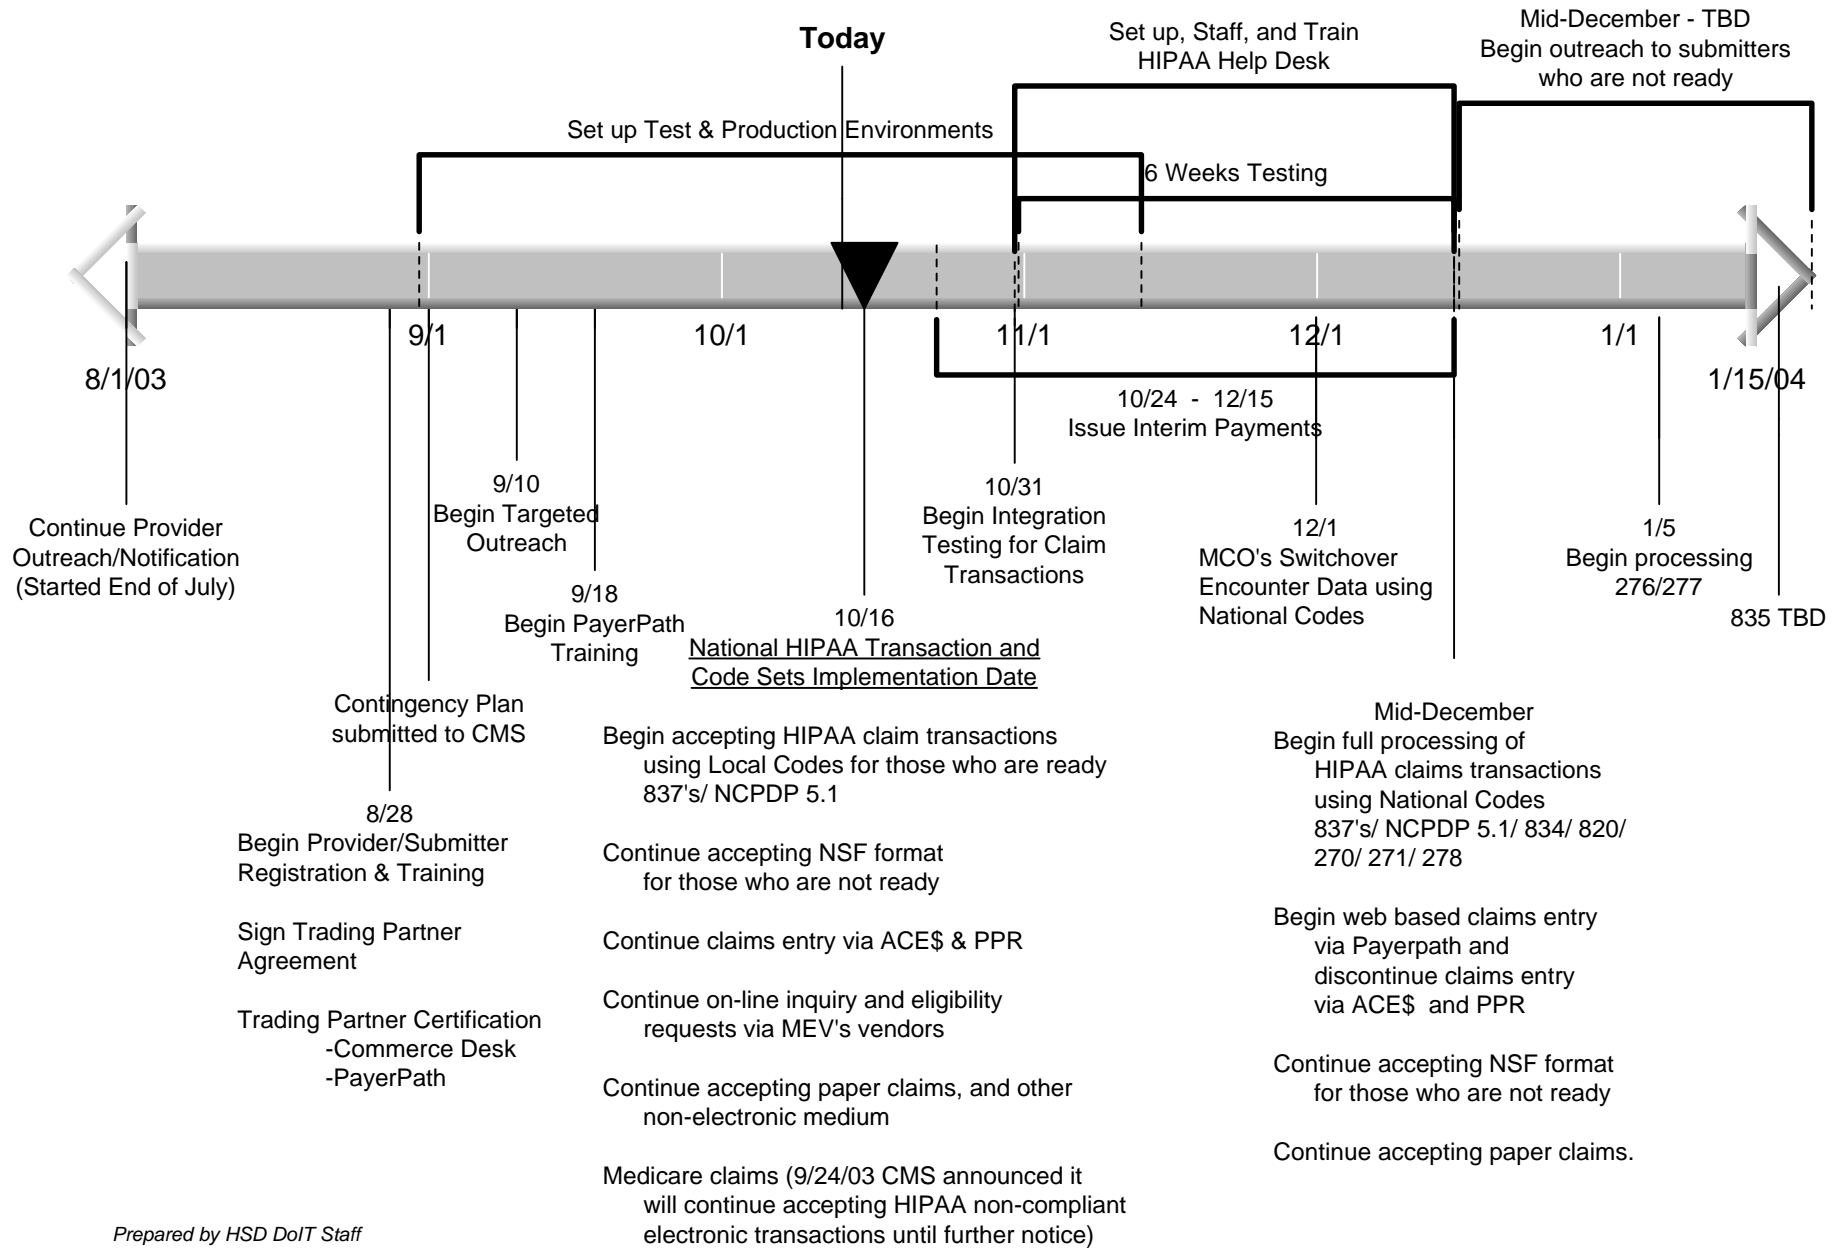 Today
Set up, Staff, and Train
HIPAA Help Desk
Mid-December - TBD
Begin outreach to submitters
who are not ready
Set up Test & Production Environments
6 Weeks Testing
9/1
10/1
11/1
12/1
1/1
8/1/03
1/15/04
10/24 - 12/15
Issue Interim Payments
Continue Provider
Outreach/Notification
(Started End of July)
9/10
Begin Targeted
Outreach
9/18
Begin PayerPath
Training
Contingency Plan
submitted to CMS
8/28
Begin Provider/Submitter
Registration & Training
Sign Trading Partner
Agreement
Trading Partner Certification
-Commerce Desk
-PayerPath
10/16
National HIPAA Transaction and
Code Sets Implementation Date
Begin accepting HIPAA claim transactions
using Local Codes for those who are ready
837's/ NCPDP 5.1
Continue accepting NSF format
for those who are not ready
Continue claims entry via ACE$ & PPR
Continue on-line inquiry and eligibility
requests via MEV's vendors
Continue accepting paper claims, and other
non-electronic medium
Medicare claims (9/24/03 CMS announced it
will continue accepting HIPAA non-compliant
electronic transactions until further notice)
10/31
Begin Integration
Testing for Claim
Transactions
12/1
MCO's Switchover
Encounter Data using
National Codes
1/5
Begin processing
276/277
835 TBD
Mid-December
Begin full processing of
HIPAA claims transactions
using National Codes
837's/ NCPDP 5.1/ 834/ 820/
270/ 271/ 278
Begin web based claims entry
via Payerpath and
discontinue claims entry
via ACE$ and PPR
Continue accepting NSF format
for those who are not ready
Continue accepting paper claims.
Prepared by HSD DoIT Staff